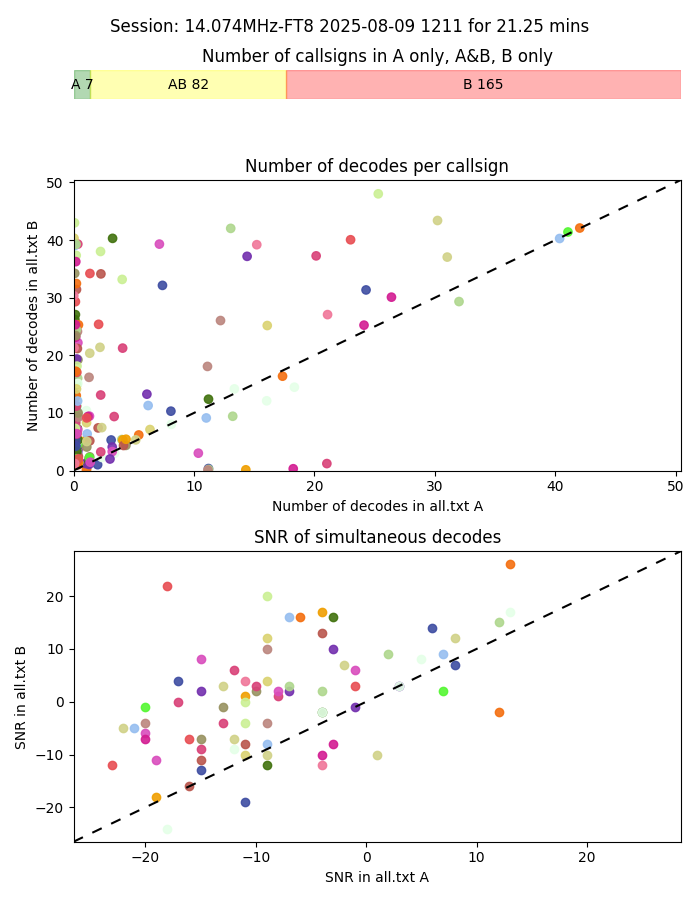 Session: 14.074MHz-FT8 2025-08-09 1211 for 21.25 mins
Number of callsigns in A only, A&B, B only
A 7 AB 82 B 165
Number of decodes per callsign
50
40
30
20
10
0
Number of decodes in all.txt B
0 10 20 30 40 50
Number of decodes in all.txt A
SNR of simultaneous decodes
20
10
0
−10
−20
SNR in all.txt B
−20 −10 0 10 20
SNR in all.txt A